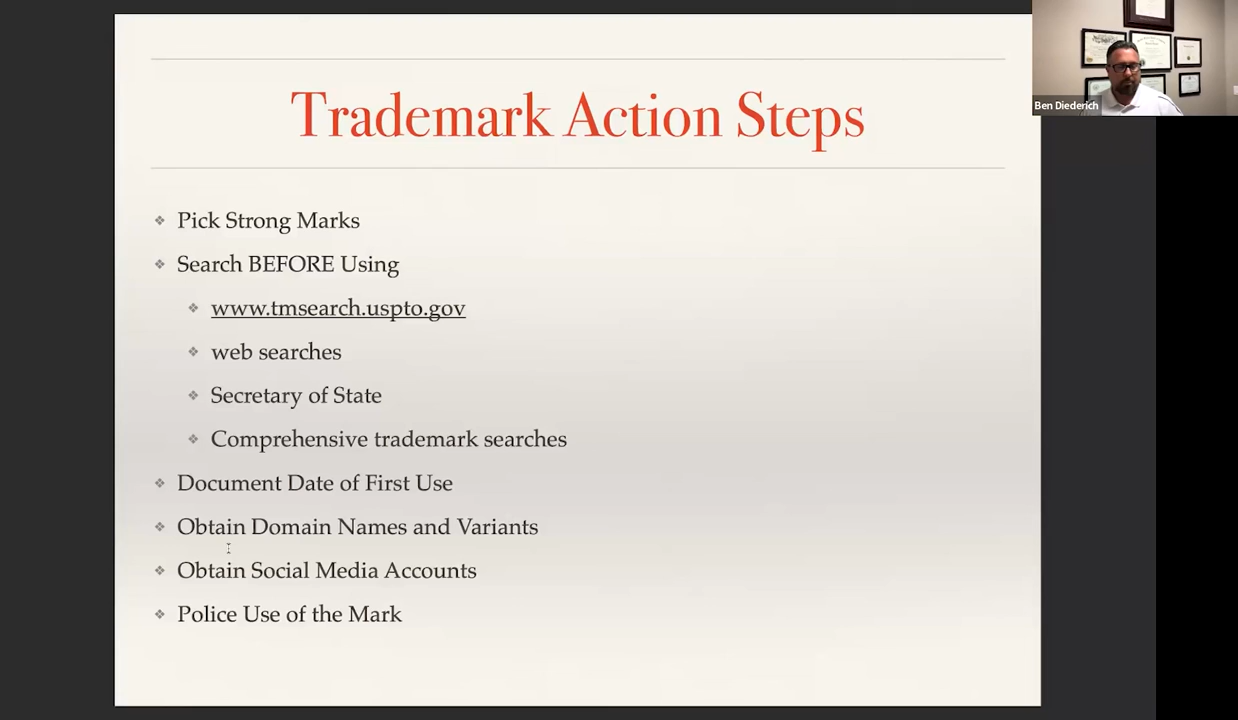 Trademark Action Steps
Pick Strong Marks
Search BEFORE Using
www.tmsearch.uspto.gov
web searches
Secretary of State
Comprehensive trademark searches
Document Date of First Use
Obtain Domain Names and Variants
Obtain Social Media Accounts
Police Use of the Mark
Ben Diederich